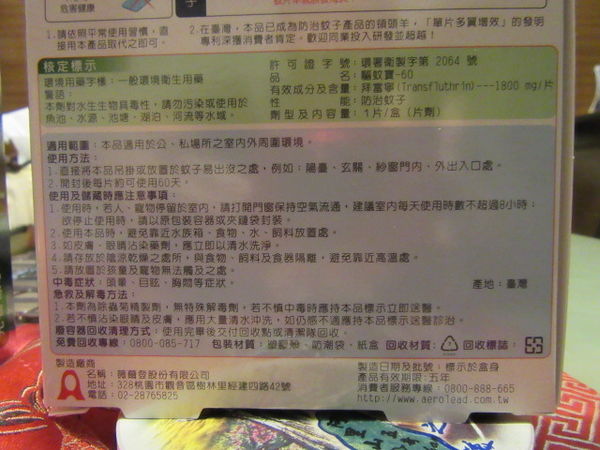 危害健康
1.請依照平常使用習慣，直接用本產品取代之即可。
2.在臺灣，本品已成為防治蚊子產品的領頭羊，「單片多翼增效」的發明專利深獲消費者肯定。歡迎同業投入研發並超越！
核定標示
環境用藥字樣：一般環境衛生用藥
警語：
本劑對水生生物具毒性，請勿污染或使用於
魚池、水源、池塘、湖泊、河流等水域。
許可證字號：環署衛製字第 2064 號
品名：驅蚊寶-60
有效成分及含量：拜富寧(Transfluthrin)---1800 mg/片
性能：防治蚊子
劑型及內容量：1片/盒(片劑)
適用範圍：本品適用於公、私場所之室內外周圍環境。
使用方法：
1.直接將本品吊掛或放置於蚊子易出沒之處，例如：陽臺、玄關、紗窗門內、外出入口處。
2.開封後每片約可使用60天。
使用及儲藏時應注意事項：
1.使用時，若人、寵物停留於室內，請打開門窗保持空氣流通，建議室內每天使用時數不超過8小時；
欲停止使用時，請以原包裝容器或夾鏈袋封裝。
2.使用本品時，避免靠近水族箱、食物、水、飼料放置處。
3.如皮膚、眼睛沾染藥劑，應立即以清水洗淨。
4.請存放於陰涼乾燥之處所，與食物、飼料及食器隔離，避免靠近高溫處。
5.請放置於孩童及寵物無法觸及之處。
中毒症狀：頭暈、目眩、胸悶等症狀。
產地：臺灣
急救及解毒方法：
1.本劑為除蟲菊精製劑，無特殊解毒劑，若不慎中毒時應持本品標示立即送醫。
2.若不慎沾染眼睛及皮膚，應用大量清水沖洗，如仍感不適應持本品標示送醫診治。
廢容器回收清理方式：使用完畢後交付回收點或清潔隊回收。
免費回收專線：0800-085-717 包裝材質：塑膠膜、防潮袋、紙盒 回收材質： 回收標誌：
製造廠商
名稱：薇爾登股份有限公司
地址：328桃園市觀音區樹林里經建四路42號
電話：02-28765825
製造日期及批號：標示於盒身
產品有效期限：五年
消費者服務專線：0800-888-665
http://www.aerolead.com.tw